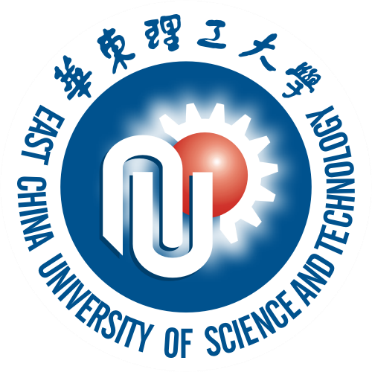 華東理工大學
EAST CHINA UNIVERSITY OF SCIENCE AND TECHNOLOGY